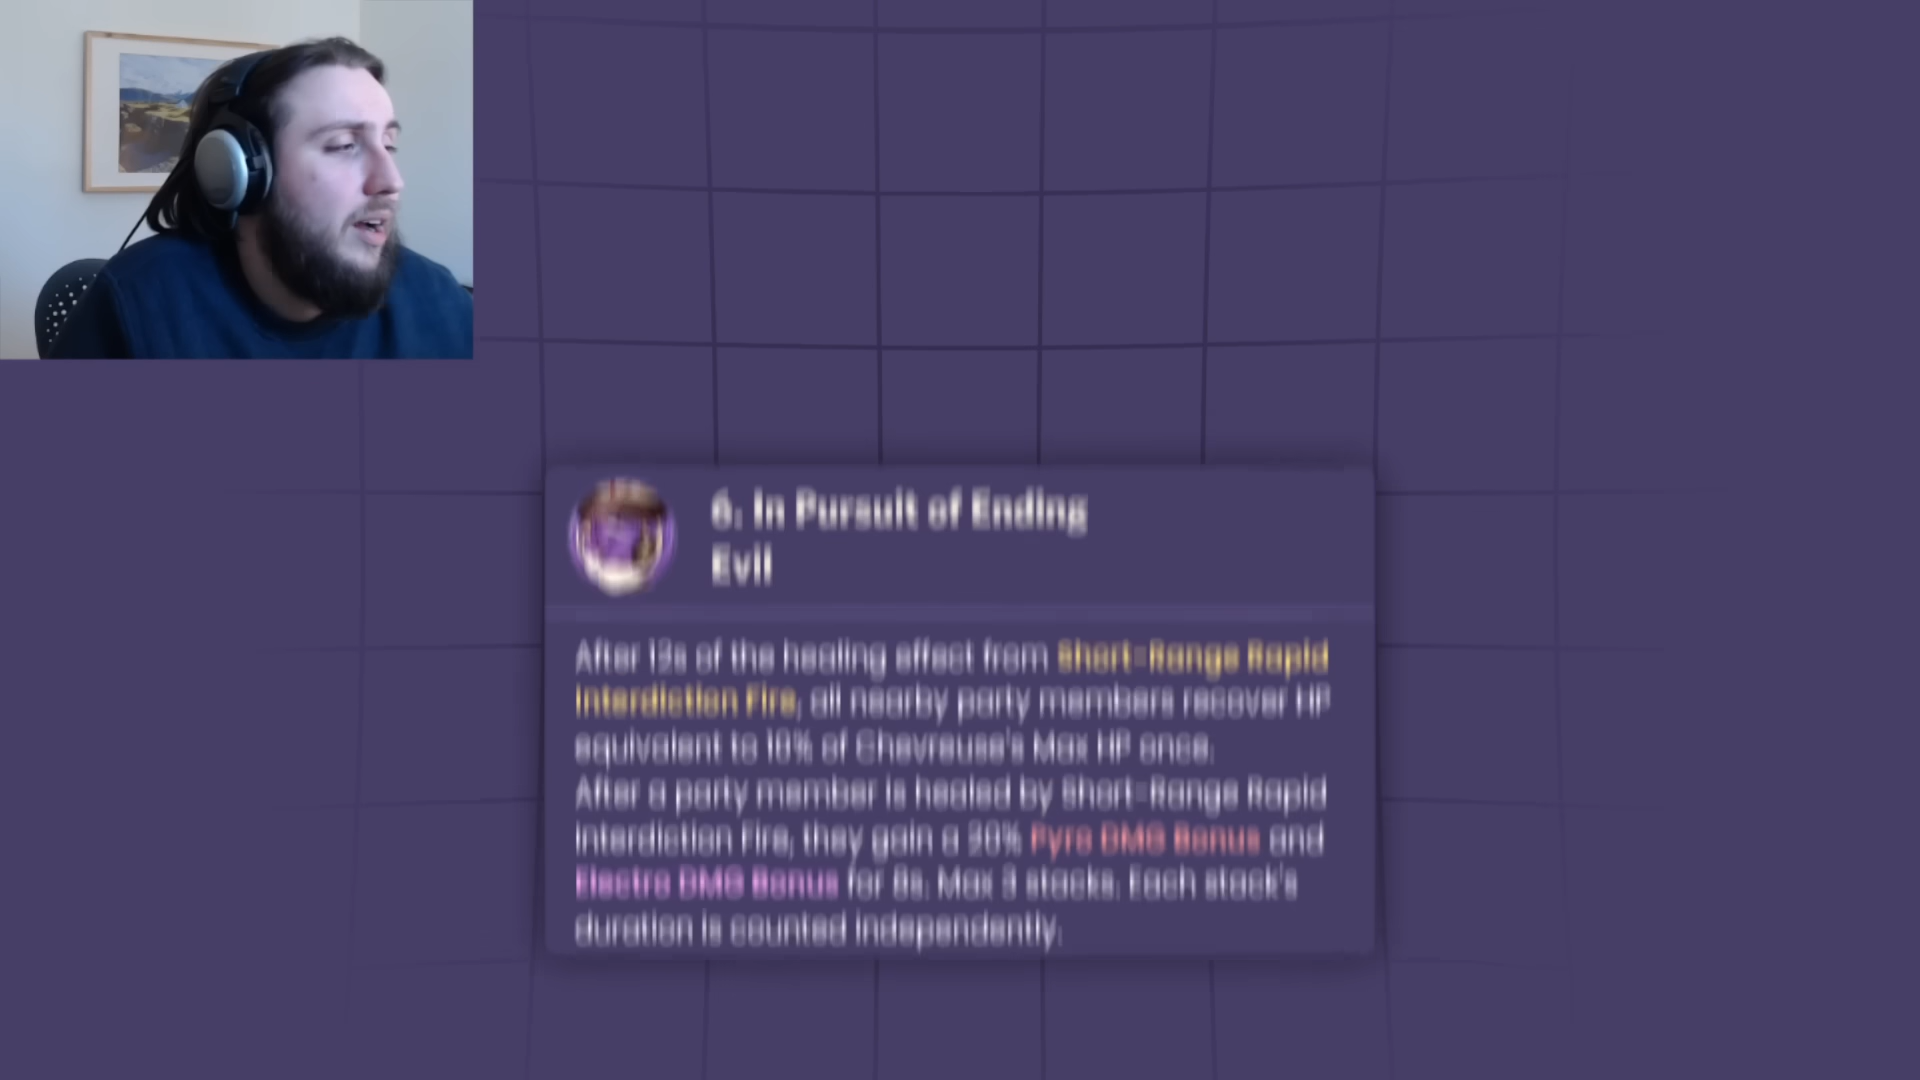 6. In Pursuit of Ending
Evil
After 12s of the healing effect from Short-Range Rapid
Interdiction Fire, all nearby party members recover HP
equivalent to 10% of Chevreuse's Max HP once.
After a party member is healed by Short-Range Rapid
Interdiction Fire, they gain a 20% Pyro DMG Bonus and
Electro DMG Bonus for 8s. Max 3 stacks. Each stack's
duration is counted independently.